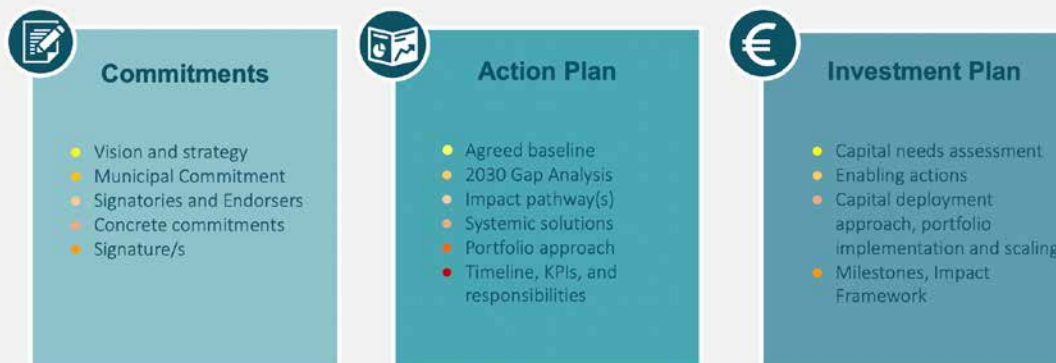 Commitments
Vision and strategy
Municipal Commitment
Signatories and Endorsers
Concrete commitments
Signature/s
Action Plan
Agreed baseline
2030 Gap Analysis
Impact pathway(s)
Systemic solutions
Portfolio approach
Timeline, KPIs, and
responsibilities
€
Investment Plan
Capital needs assessment
Enabling actions
Capital deployment
approach, portfolio
implementation and scaling
Milestones, Impact
Framework